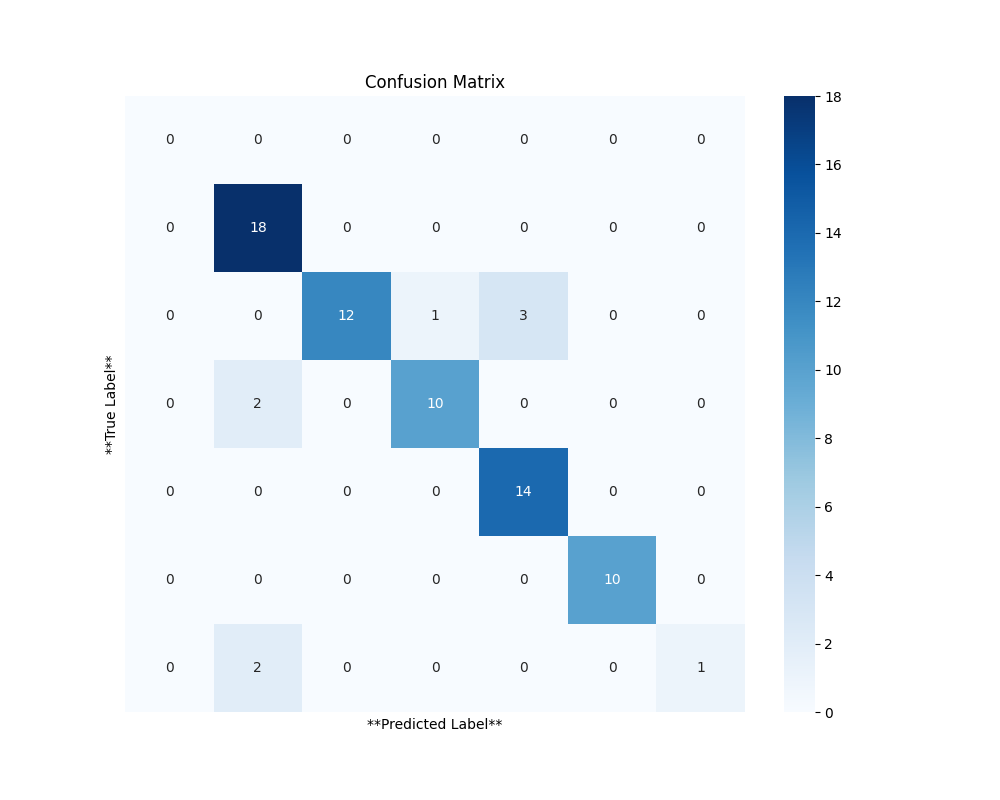 Confusion Matrix
0 0 0 0 0 0 0
0 18 0 0 0 0 0
0 0 12 1 3 0 0
0 2 0 10 0 0 0
0 0 0 0 14 0 0
0 0 0 0 0 10 0
0 2 0 0 0 0 1
**True Label**
**Predicted Label**
18
16
14
12
10
8
6
4
2
0